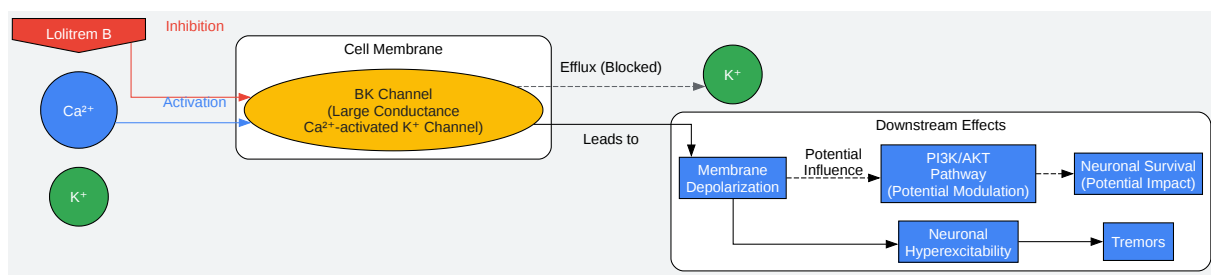 Lolitrem B
Inhibition
Cell Membrane
Efflux (Blocked)
K⁺
BK Channel
(Large Conductance
Ca²⁺-activated K⁺ Channel)
Ca²⁺
Activation
K⁺
Leads to
Downstream Effects
Membrane
Depolarization
Potential
Influence
PI3K/AKT
Pathway
(Potential Modulation)
Neuronal Survival
(Potential Impact)
Neuronal
Hyperexcitability
Tremors